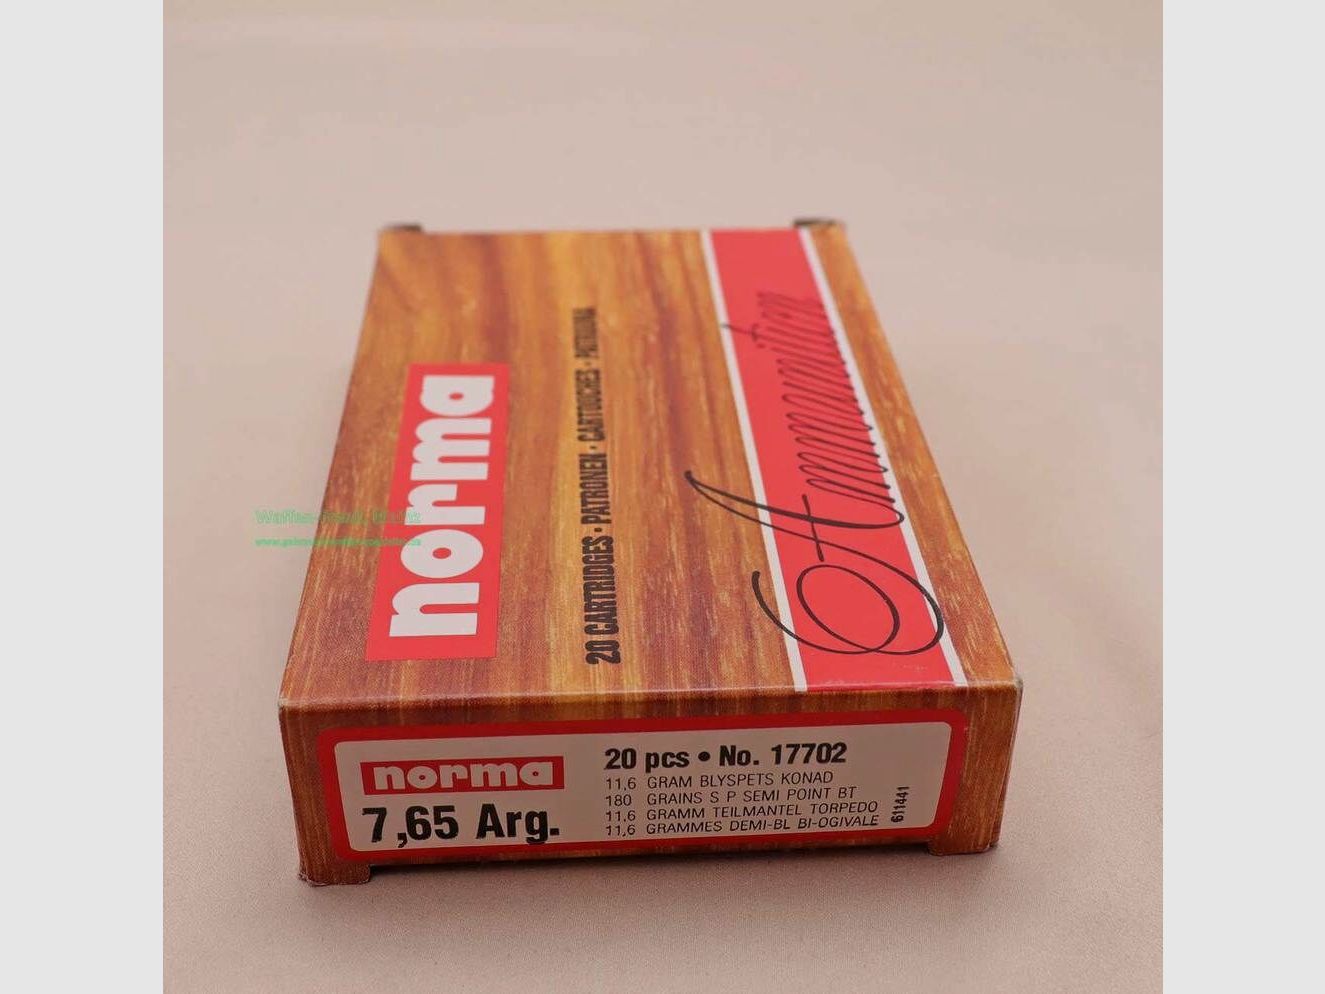 norma
20 CARTRIDGES • PATRONEN • CARTOUCHES • PATRUUNA
Ammunition
norma
7,65 Arg.
20 pcs • No. 17702
11,6 GRAM BLYSPETS KONAD
180 GRAINS S P SEMI POINT BT
11,6 GRAMM TEILMANTEL TORPEDO
11,6 GRAMMES DEMI-BL BI-OGIVALE
611441